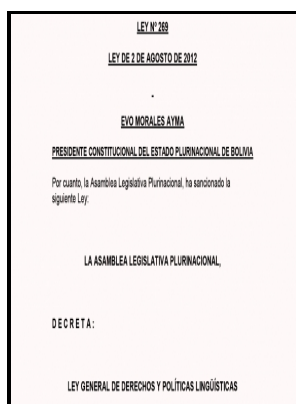 LEY Nº 269
LEY DE 2 DE AGOSTO DE 2012
.
EVO MORALES AYMA
PRESIDENTE CONSTITUCIONAL DEL ESTADO PLURINACIONAL DE BOLIVIA
Por cuanto, la Asamblea Legislativa Plurinacional, ha sancionado la
siguiente Ley:
LA ASAMBLEA LEGISLATIVA PLURINACIONAL,
D E C R E T A :
LEY GENERAL DE DERECHOS Y POLÍTICAS LINGÜÍSTICAS